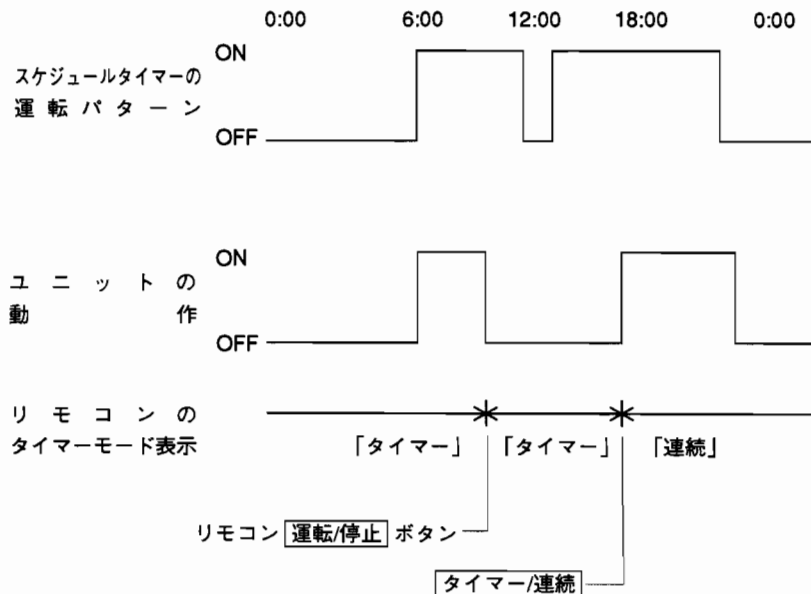 0:00 6:00 12:00 18:00 0:00
ON
スケジュールタイマーの
運転パターン
OFF
ON
ユニットの
動作
OFF
リモコンの
タイマーモード表示
「タイマー」 「タイマー」 「連続」
リモコン 運転/停止 ボタン
タイマー/連続